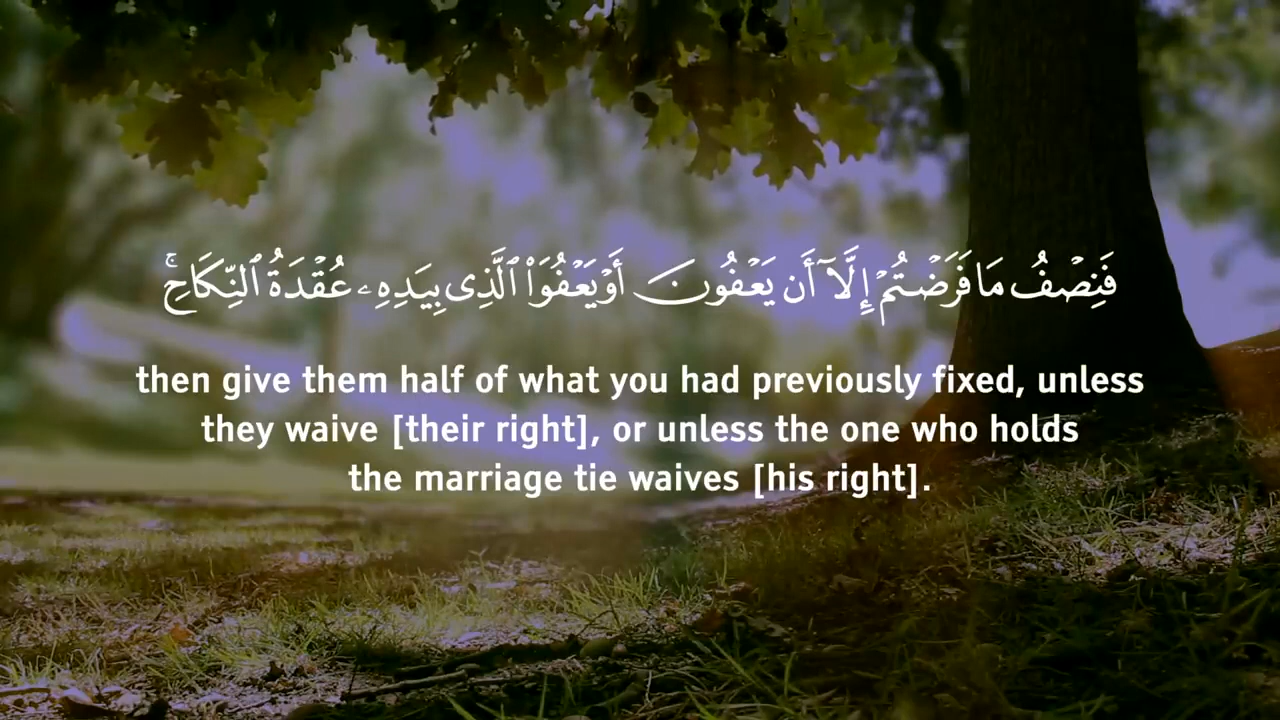 فَنِصْفُ مَا فَرَضْتُمْ إِلَّآ أَن يَعْفُونَ أَوْ يَعْفُوَا۟ ٱلَّذِى بِيَدِهِۦ عُقْدَةُ ٱلنِّكَاحِ ۚ
then give them half of what you had previously fixed, unless
they waive [their right], or unless the one who holds
the marriage tie waives [his right].